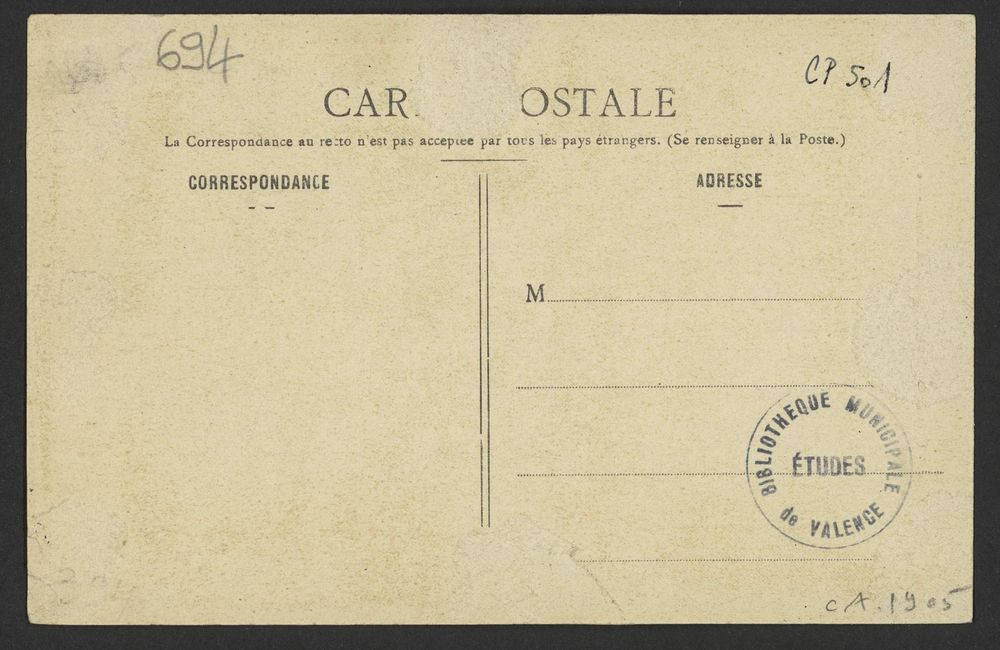 694
CP 501
CAR OSTALE
La Correspondance au recto n'est pas acceptée par tous les pays étrangers. (Se renseigner à la Poste.)
CORRESPONDANCE
ADRESSE
M
BIBLIOTHEQUE MUNICIPALE
ÉTUDES
de VALENCE
CA.1905